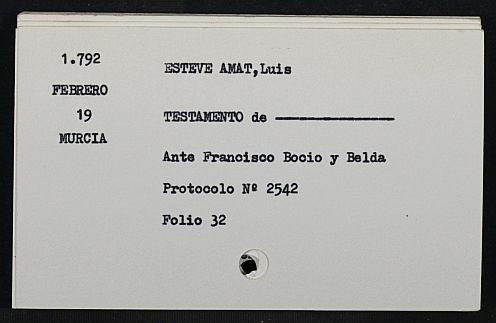 1.792
FEBRERO
19
MURCIA
ESTEVE AMAT,Luis
TESTAMENTO de ———————
Ante Francisco Bocio y Belda
Protocolo Nº 2542
Folio 32